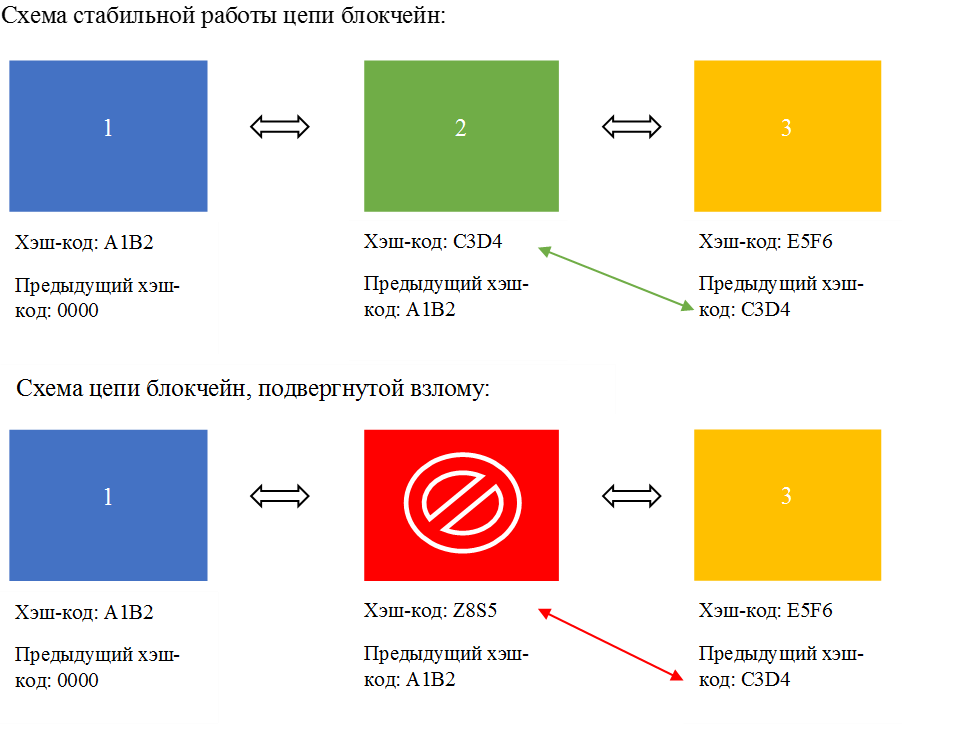 Схема стабильной работы цепи блокчейн:
1
2
3
Хэш-код: A1B2
Предыдущий хэш-
код: 0000
Хэш-код: C3D4
Предыдущий хэш-
код: A1B2
Хэш-код: E5F6
Предыдущий хэш-
код: C3D4
Схема цепи блокчейн, подвергнутой взлому:
1
3
Хэш-код: A1B2
Предыдущий хэш-
код: 0000
Хэш-код: Z8S5
Предыдущий хэш-
код: A1B2
Хэш-код: E5F6
Предыдущий хэш-
код: C3D4